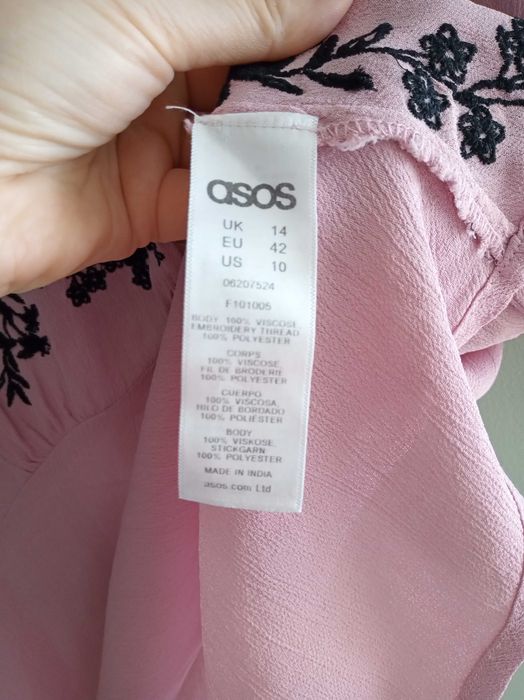 asos
UK 14
EU 42
US 10
06207524
F101005
BODY 100% VISCOSE
EMBROIDERY THREAD
100% POLYESTER
CORPS
100% VISCOSE,
FIL DE BRODERIE
100% POLYESTER
CUERPO
100% VISCOSA
HILO DE BORDADO
100% POLIÉSTER
BODY
100% VISKOSE,
STICKGARN
100% POLYESTER
MADE IN INDIA
asos.com Ltd